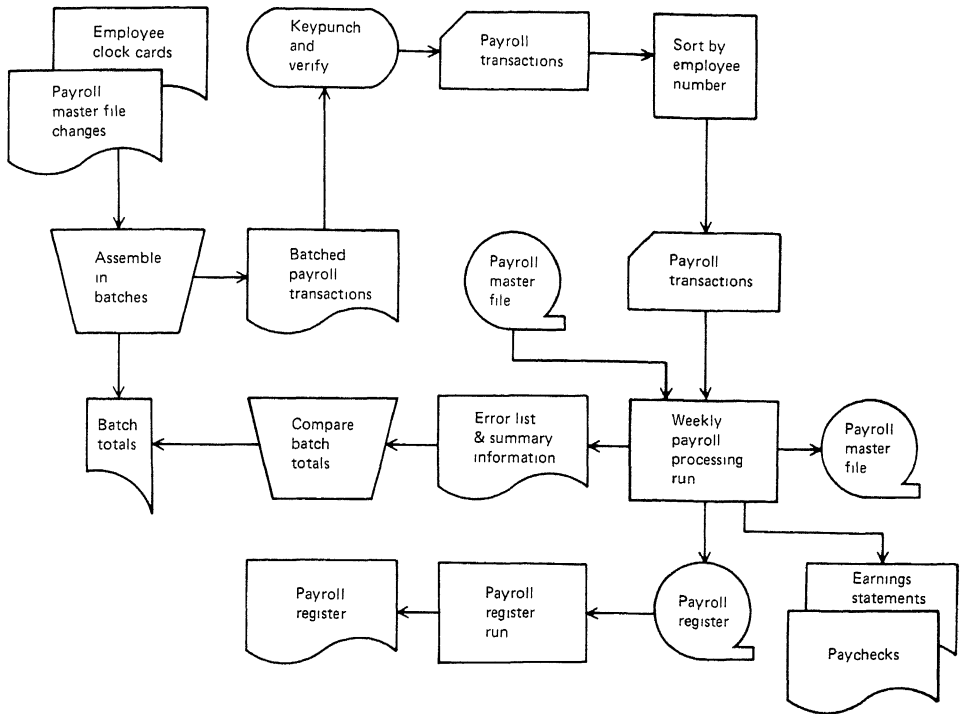 Employee
clock cards
Payroll
master file
changes
Keypunch
and
verify
Payroll
transactions
Sort by
employee
number
Assemble
in
batches
Batched
payroll
transactions
Payroll
master
file
Payroll
transactions
Batch
totals
Compare
batch
totals
Error list
& summary
information
Weekly
payroll
processing
run
Payroll
master
file
Payroll
register
Payroll
register
run
Payroll
register
Earnings
statements
Paychecks